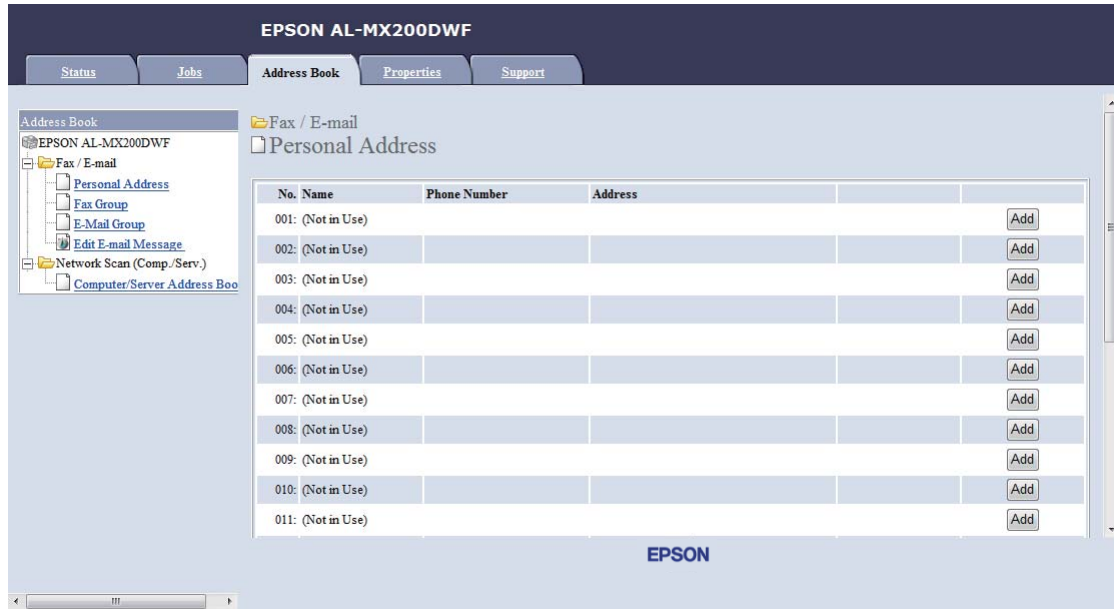 EPSON AL-MX200DWF
Status Jobs Address Book Properties Support
Address Book
EPSON AL-MX200DWF
Fax / E-mail
Personal Address
Fax Group
E-Mail Group
Edit E-mail Message
Network Scan (Comp./Serv.)
Computer/Server Address Boo
Fax / E-mail
Personal Address
No. Name Phone Number Address
001: (Not in Use) Add
002: (Not in Use) Add
003: (Not in Use) Add
004: (Not in Use) Add
005: (Not in Use) Add
006: (Not in Use) Add
007: (Not in Use) Add
008: (Not in Use) Add
009: (Not in Use) Add
010: (Not in Use) Add
011: (Not in Use) Add
EPSON